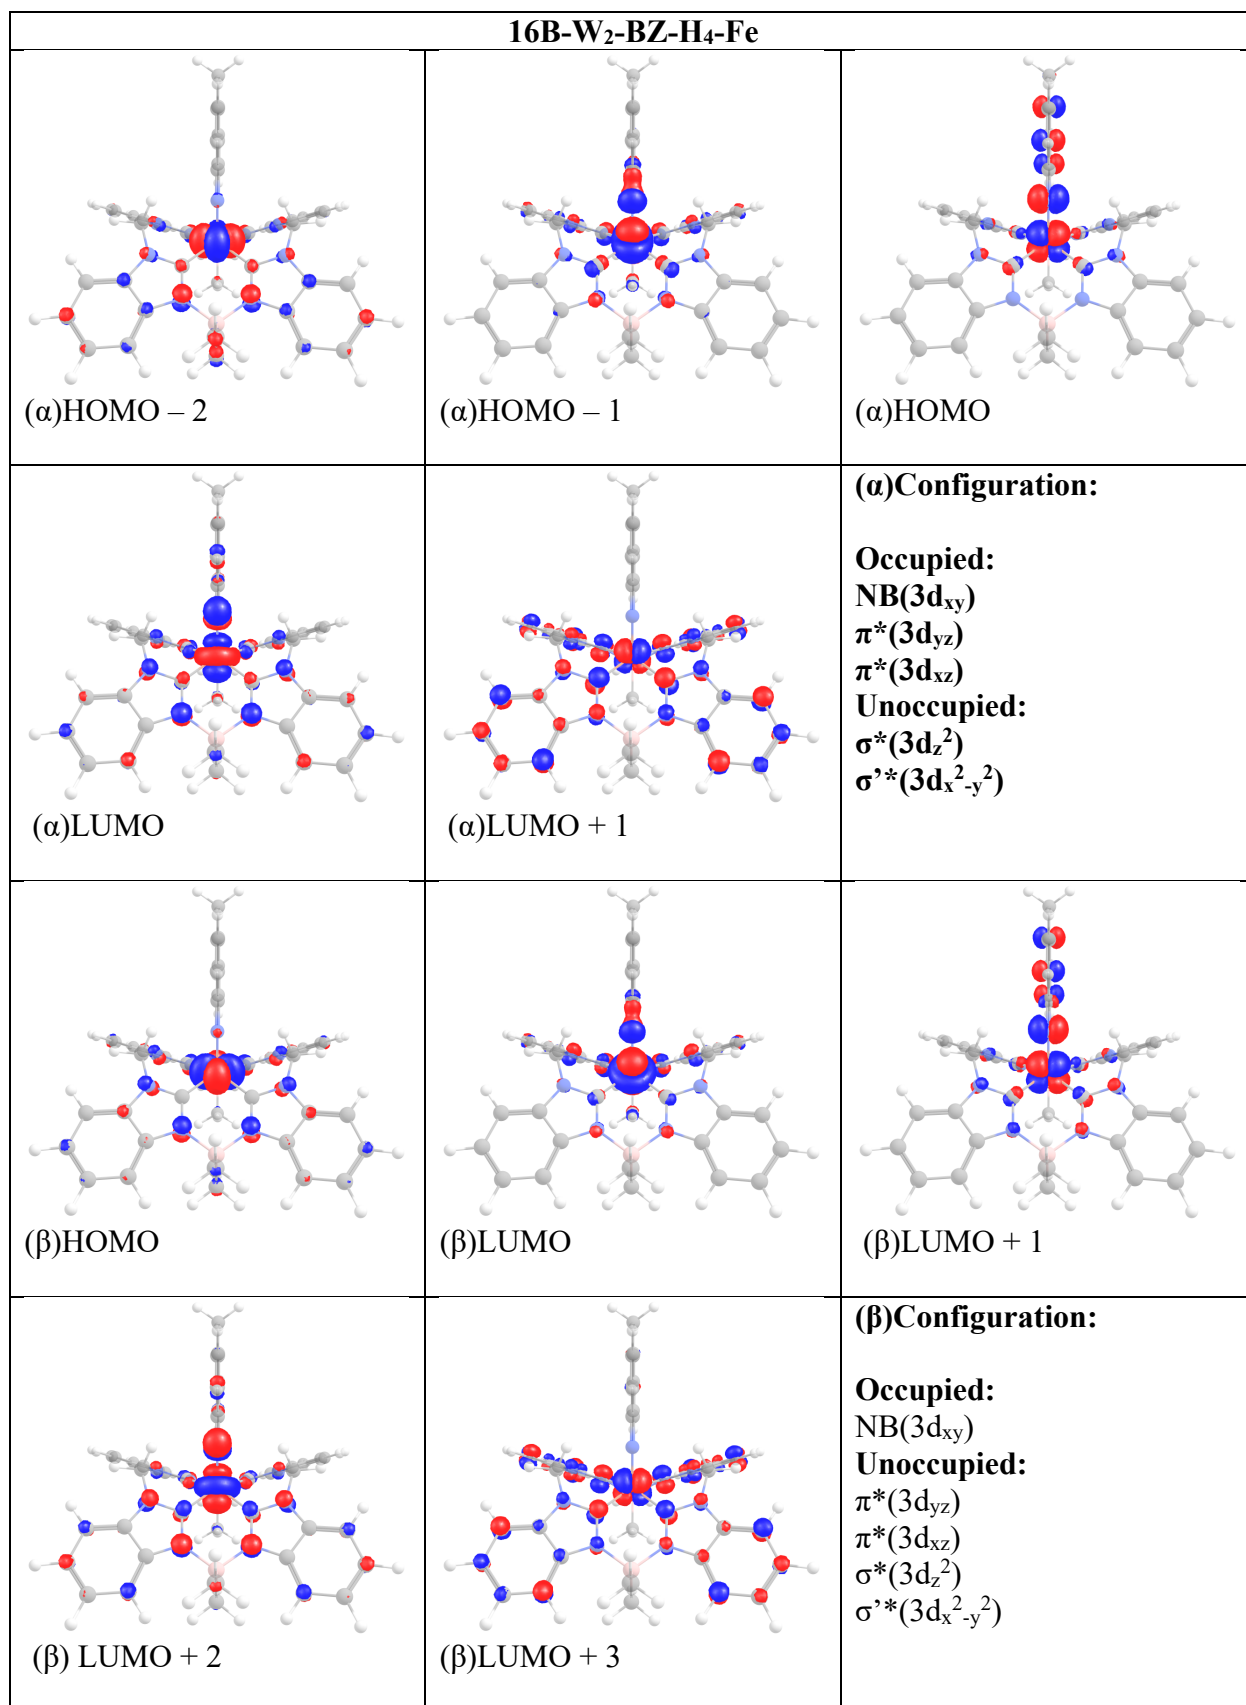 16B-W₂-BZ-H₄-Fe
(α)HOMO – 2
(α)HOMO – 1
(α)HOMO
(α)LUMO
(α)LUMO + 1
(α)Configuration:
Occupied:
NB(3dxy)
π*(3dyz)
π*(3dxz)
Unoccupied:
σ*(3dz²)
σ’*(3dx²-y²)
(β)HOMO
(β)LUMO
(β)LUMO + 1
(β) LUMO + 2
(β)LUMO + 3
(β)Configuration:
Occupied:
NB(3dxy)
Unoccupied:
π*(3dyz)
π*(3dxz)
σ*(3dz²)
σ’*(3dx²-y²)